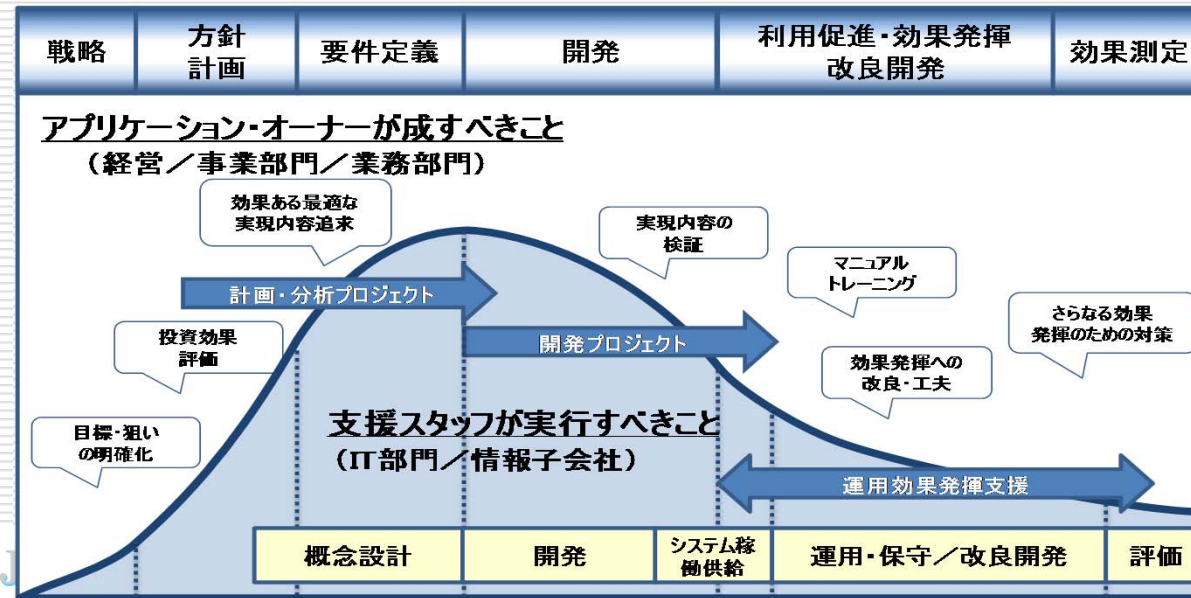 戦略
方針
計画
要件定義
開発
利用促進・効果発揮
改良開発
効果測定
アプリケーション・オーナーが成すべきこと
（経営／事業部門／業務部門）
効果ある最適な
実現内容追求
実現内容の
検証
マニュアル
トレーニング
計画・分析プロジェクト
さらなる効果
発揮のための対策
投資効果
評価
開発プロジェクト
効果発揮への
改良・工夫
目標・狙い
の明確化
支援スタッフが実行すべきこと
（IT部門／情報子会社）
運用効果発揮支援
概念設計
開発
システム稼
働供給
運用・保守／改良開発
評価
J